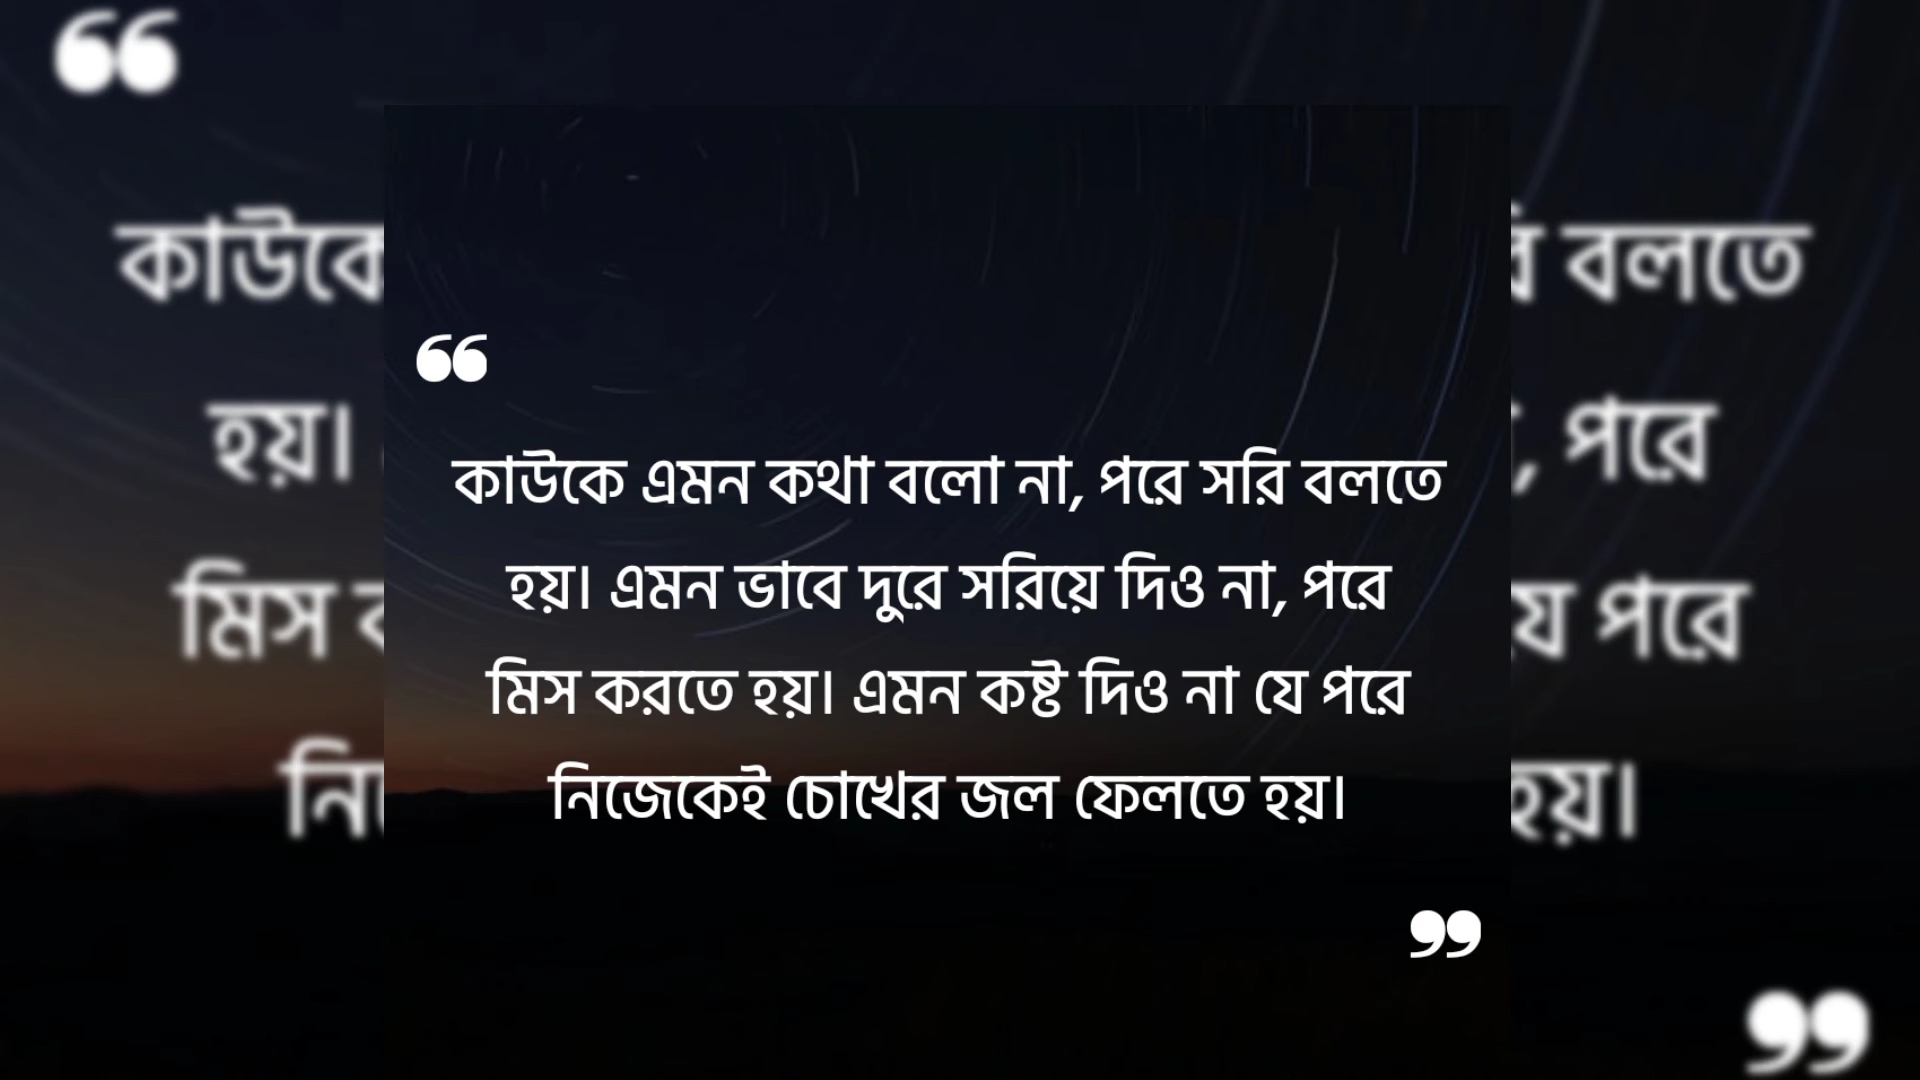 ❝
কাউকে এমন কথা বলো না, পরে সরি বলতে
হয়। এমন ভাবে দুরে সরিয়ে দিও না, পরে
মিস করতে হয়। এমন কষ্ট দিও না যে পরে
নিজেকেই চোখের জল ফেলতে হয়।
❞